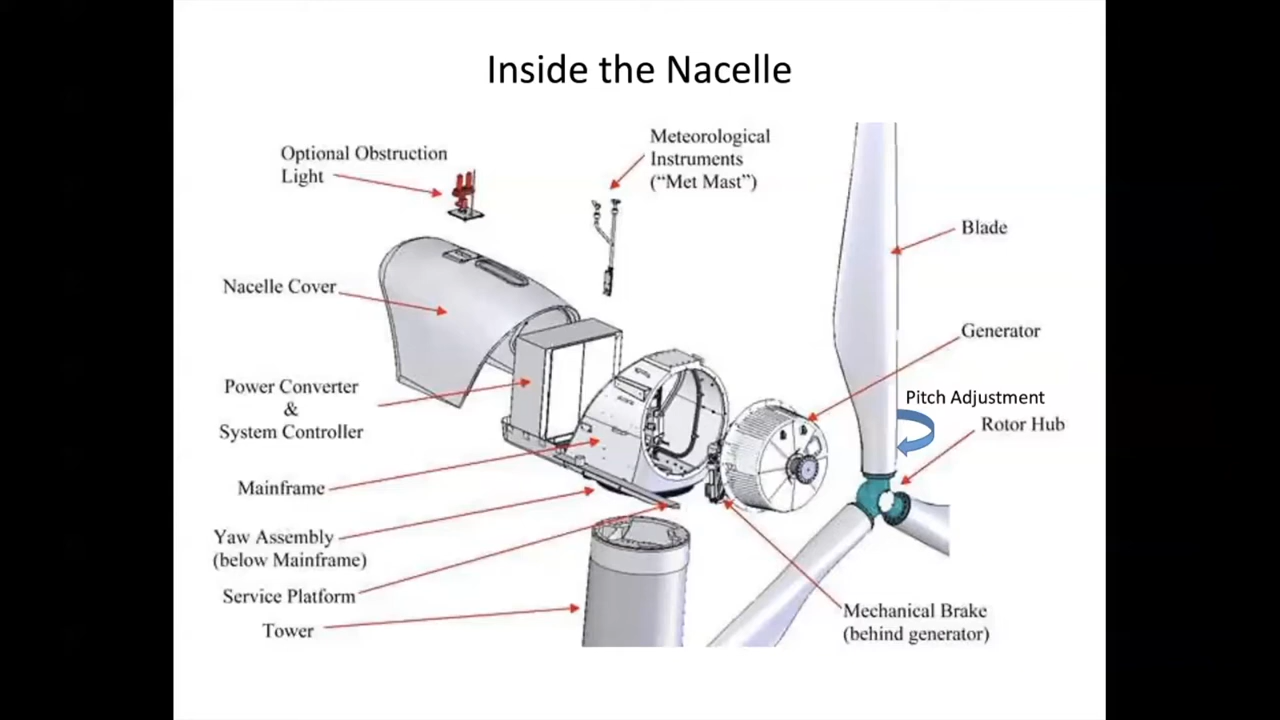 Inside the Nacelle
Optional Obstruction
Light
Meteorological
Instruments
(“Met Mast”)
Blade
Nacelle Cover
Generator
Power Converter
&
System Controller
Pitch Adjustment
Rotor Hub
Mainframe
Yaw Assembly
(below Mainframe)
Service Platform
Tower
Mechanical Brake
(behind generator)